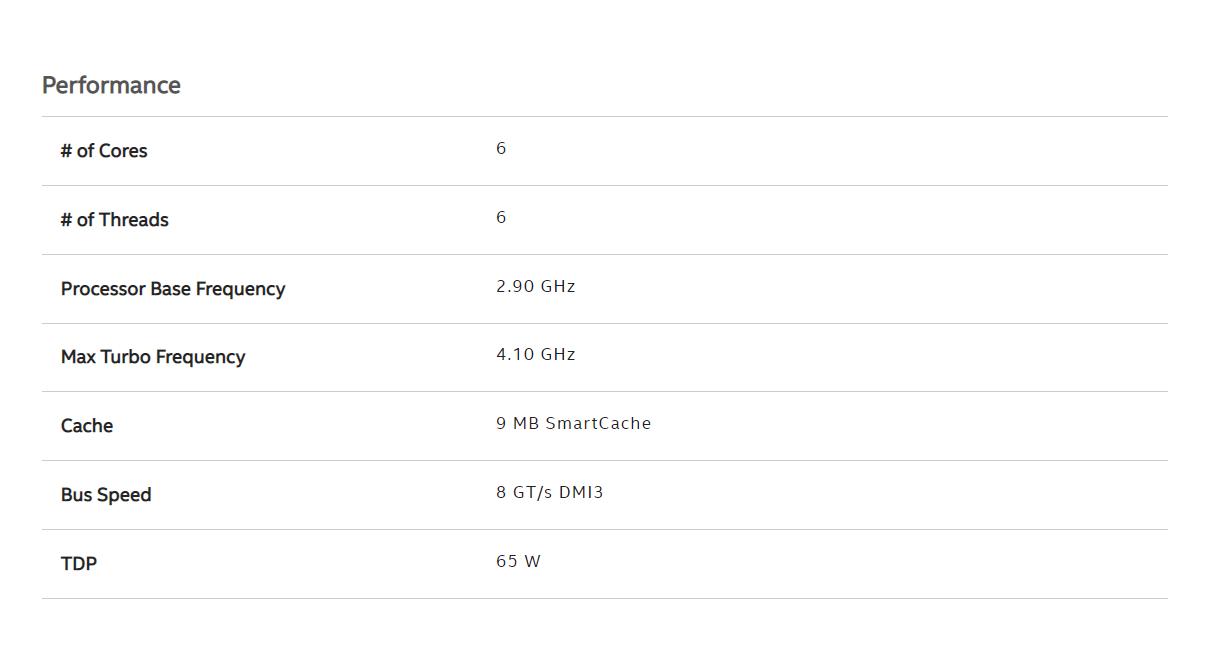 Performance
# of Cores 6
# of Threads 6
Processor Base Frequency 2.90 GHz
Max Turbo Frequency 4.10 GHz
Cache 9 MB SmartCache
Bus Speed 8 GT/s DMI3
TDP 65 W